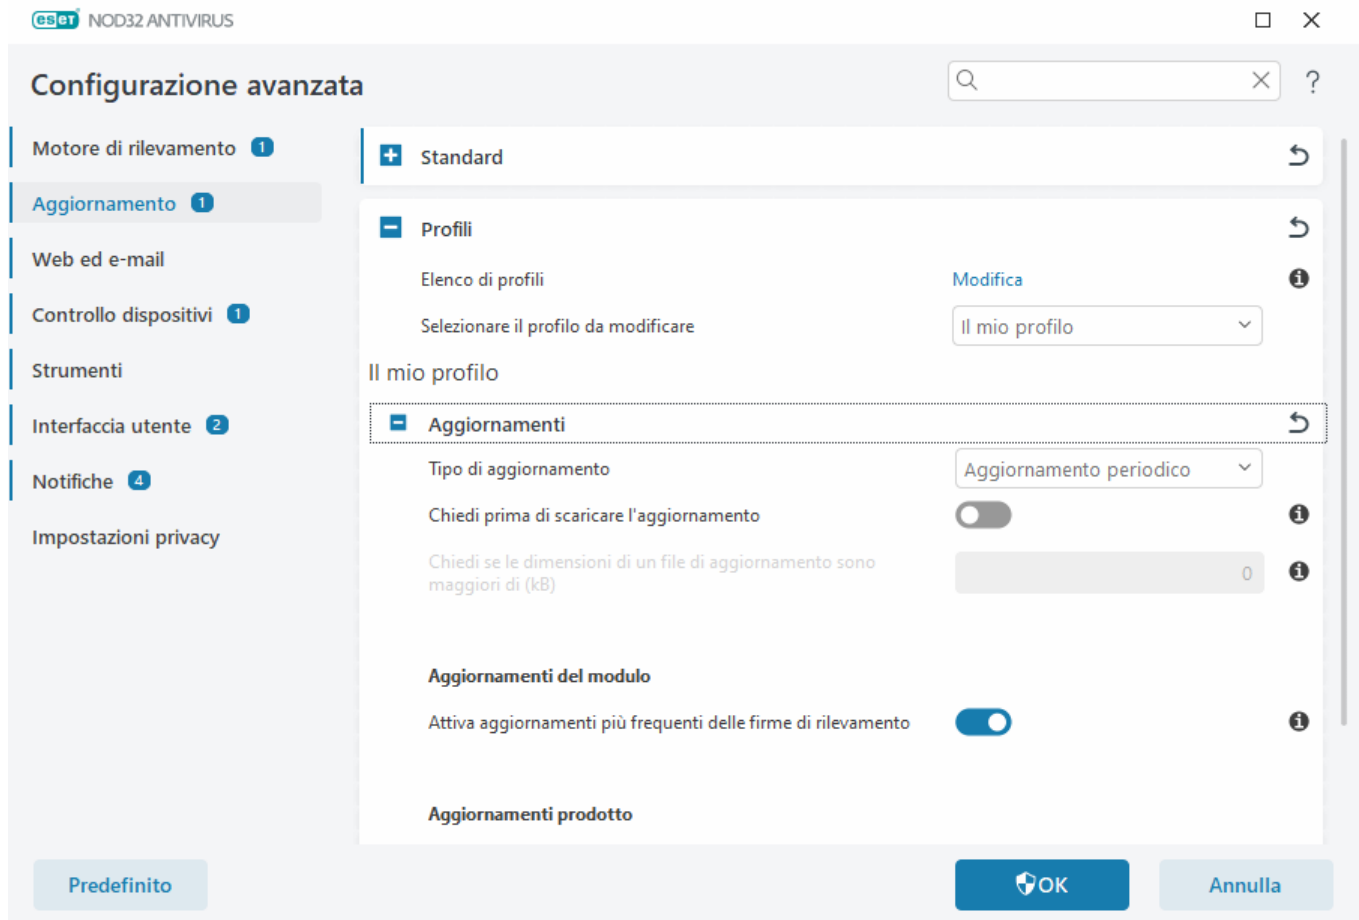 eseT NOD32 ANTIVIRUS
Configurazione avanzata
?
Motore di rilevamento 1
Aggiornamento 1
Web ed e-mail
Controllo dispositivi 1
Strumenti
Interfaccia utente 2
Notifiche 4
Impostazioni privacy
Standard
Profili
Elenco di profili Modifica
Selezionare il profilo da modificare Il mio profilo
Il mio profilo
Aggiornamenti
Tipo di aggiornamento Aggiornamento periodico
Chiedi prima di scaricare l'aggiornamento
Chiedi se le dimensioni di un file di aggiornamento sono
maggiori di (kB) 0
Aggiornamenti del modulo
Attiva aggiornamenti più frequenti delle firme di rilevamento
Aggiornamenti prodotto
Predefinito OK Annulla